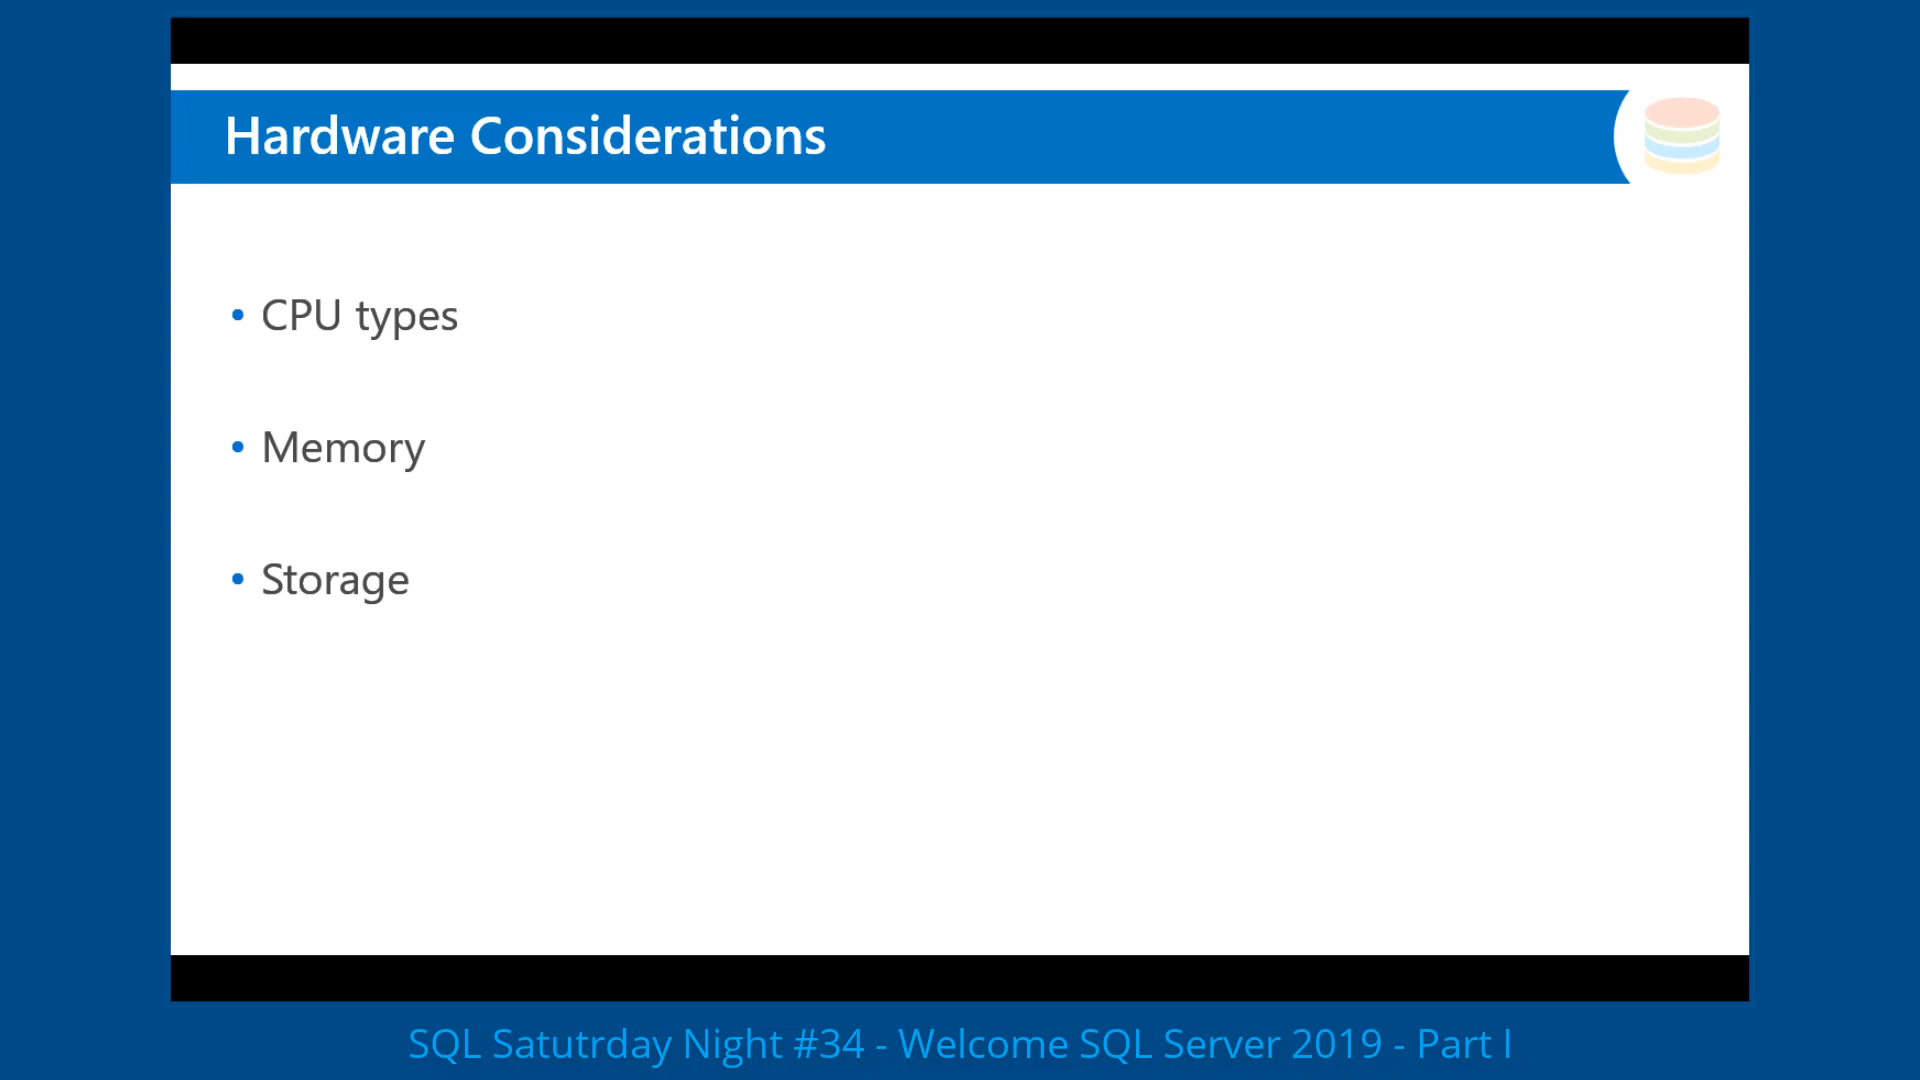 Hardware Considerations
• CPU types
• Memory
• Storage
SQL Satutrday Night #34 - Welcome SQL Server 2019 - Part I